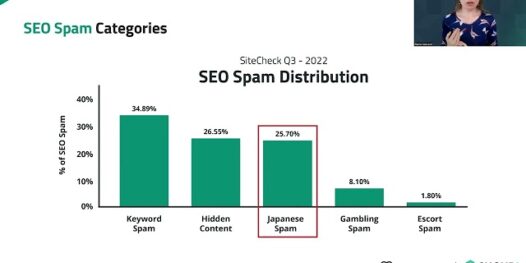 SEO Spam Categories
SiteCheck Q3 - 2022
SEO Spam Distribution
% of SEO Spam
40%
30%
20%
10%
0%
34.89%
26.55%
25.70%
8.10%
1.80%
Keyword
Spam
Hidden
Content
Japanese
Spam
Gambling
Spam
Escort
Spam